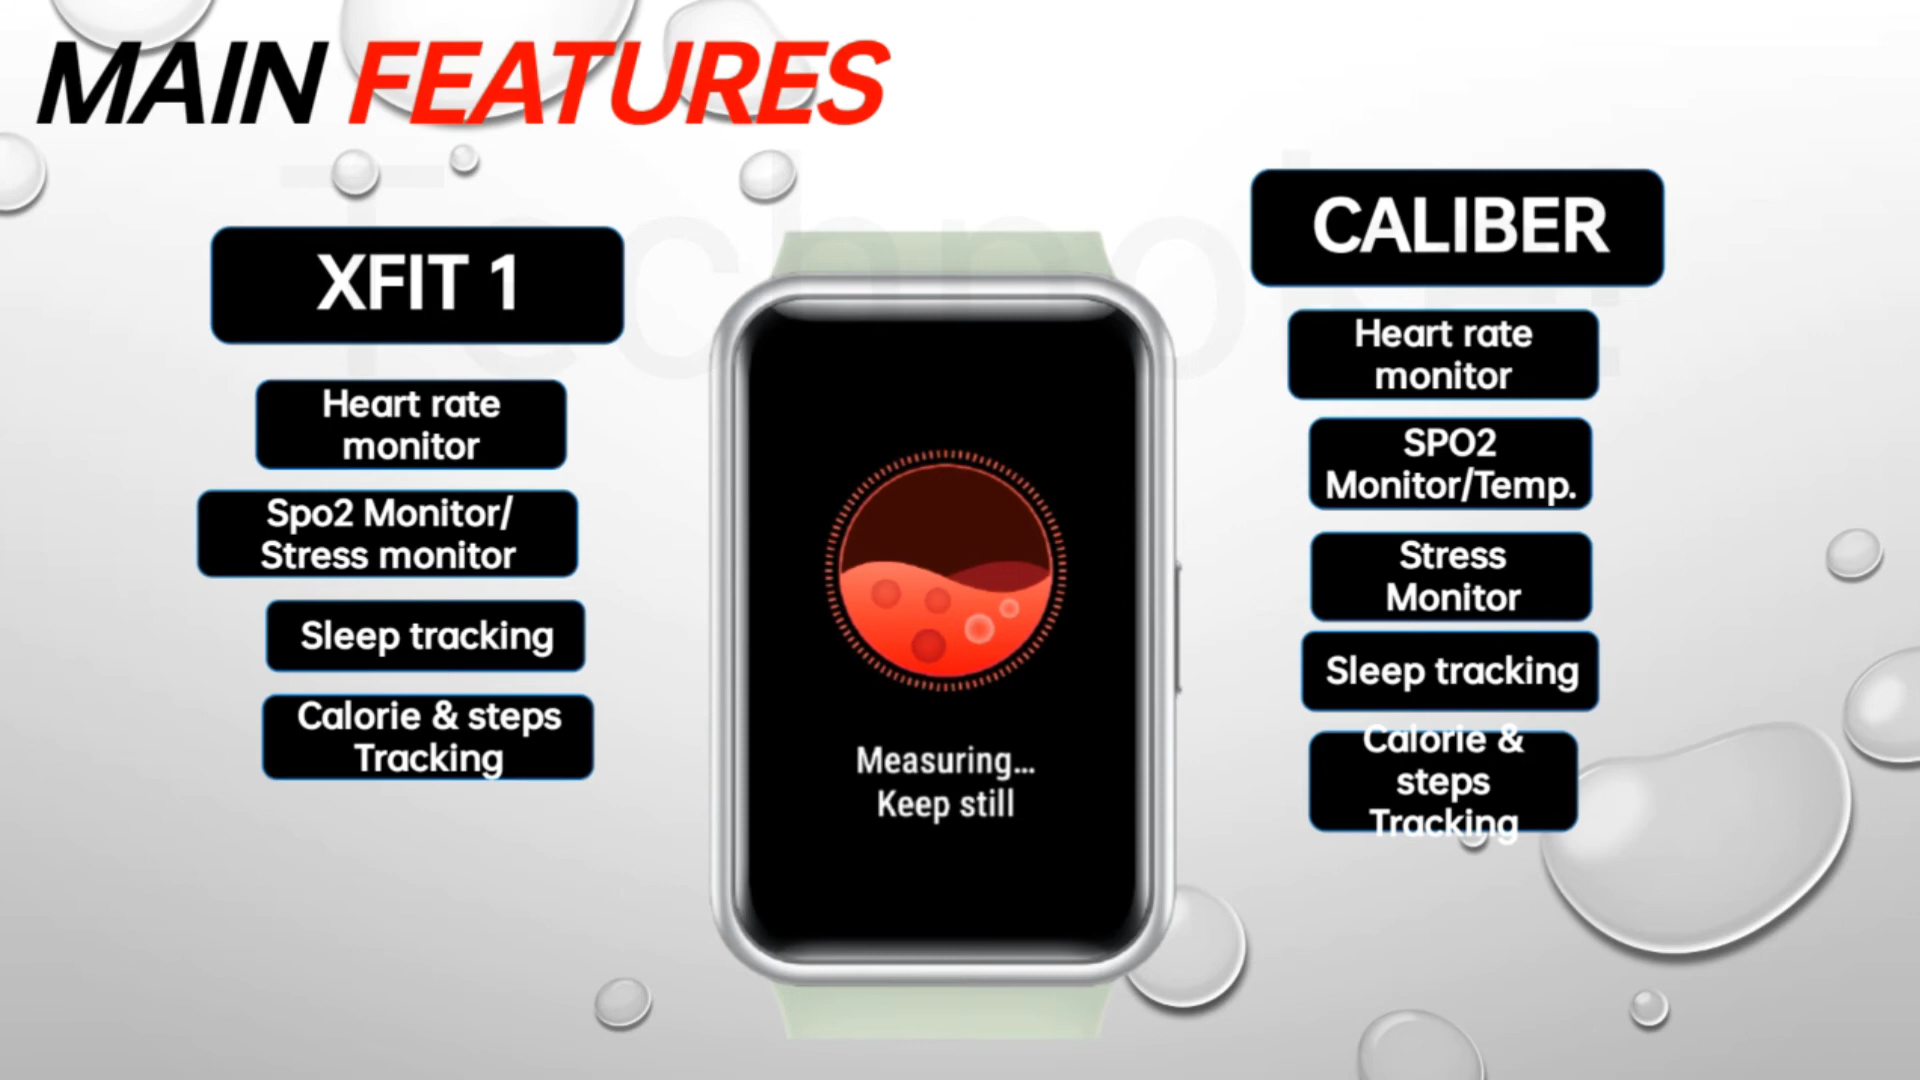 MAIN FEATURES
XFIT 1
Heart rate
monitor
Spo2 Monitor/
Stress monitor
Sleep tracking
Calorie & steps
Tracking
Measuring...
Keep still
CALIBER
Heart rate
monitor
SPO2
Monitor/Temp.
Stress
Monitor
Sleep tracking
Calorie &
steps
Tracking